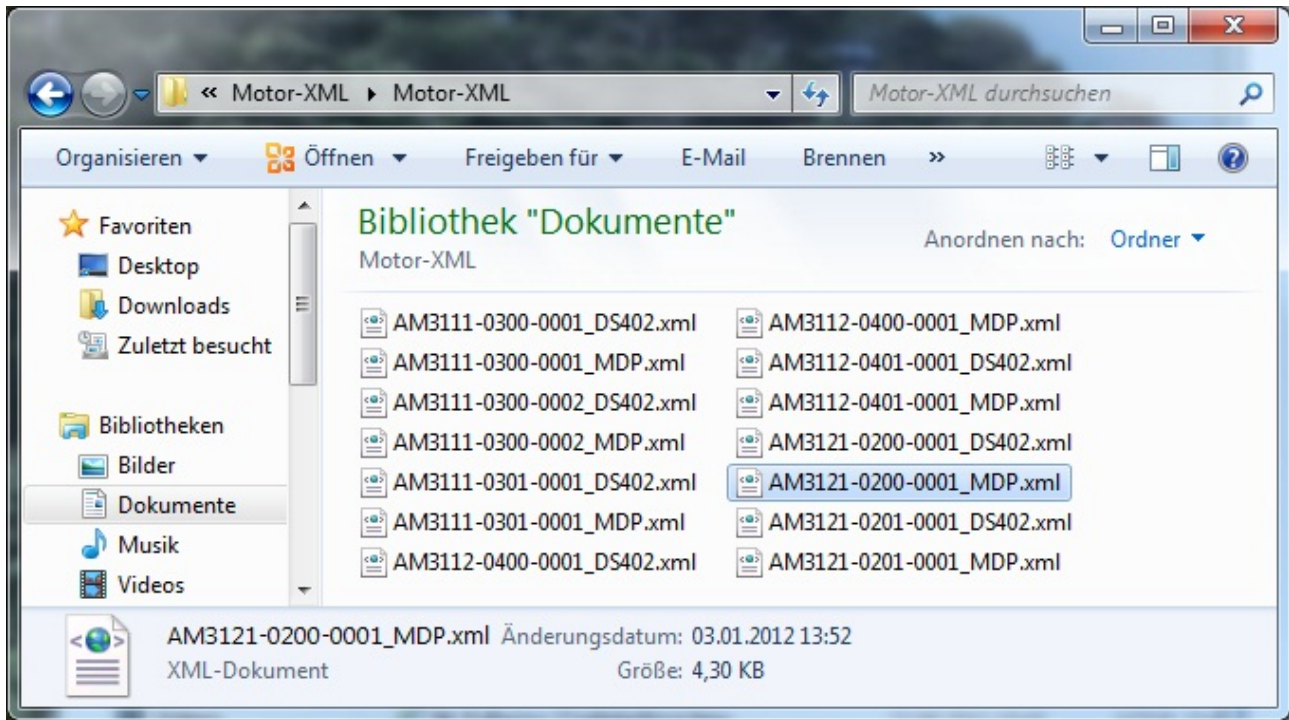 « Motor-XML ▸ Motor-XML
Motor-XML durchsuchen
Organisieren
Öffnen
Freigeben für
E-Mail
Brennen
»
Favoriten
Desktop
Downloads
Zuletzt besucht
Bibliotheken
Bilder
Dokumente
Musik
Videos
Bibliothek "Dokumente"
Motor-XML
Anordnen nach: Ordner
AM3111-0300-0001_DS402.xml
AM3111-0300-0001_MDP.xml
AM3111-0300-0002_DS402.xml
AM3111-0300-0002_MDP.xml
AM3111-0301-0001_DS402.xml
AM3111-0301-0001_MDP.xml
AM3112-0400-0001_DS402.xml
AM3112-0400-0001_MDP.xml
AM3112-0401-0001_DS402.xml
AM3112-0401-0001_MDP.xml
AM3121-0200-0001_DS402.xml
AM3121-0200-0001_MDP.xml
AM3121-0201-0001_DS402.xml
AM3121-0201-0001_MDP.xml
AM3121-0200-0001_MDP.xml Änderungsdatum: 03.01.2012 13:52
XML-Dokument Größe: 4,30 KB